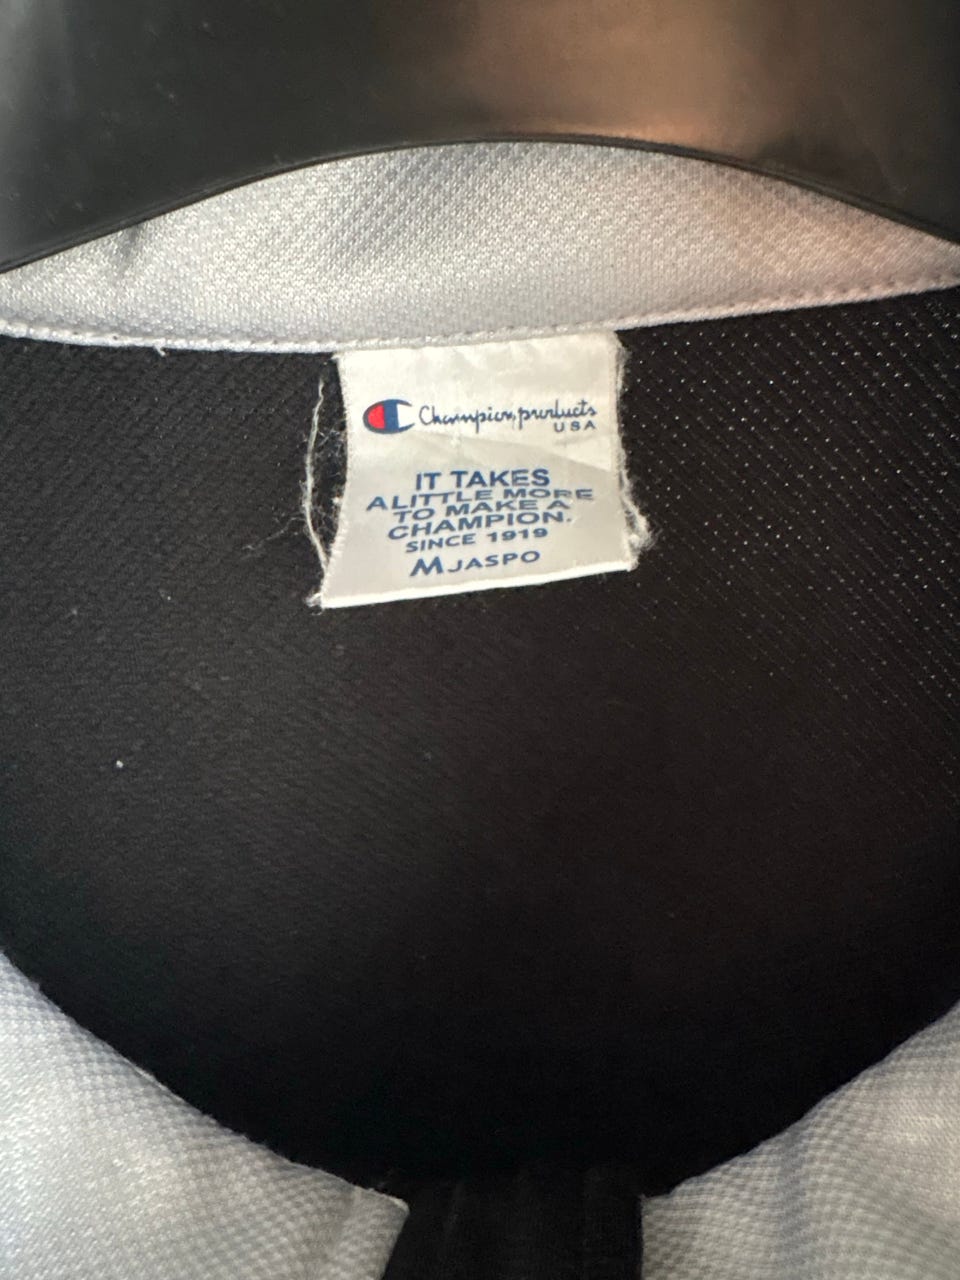 Champion products
USA
IT TAKES
A LITTLE MORE
TO MAKE A
CHAMPION.
SINCE 1919
M JASPO